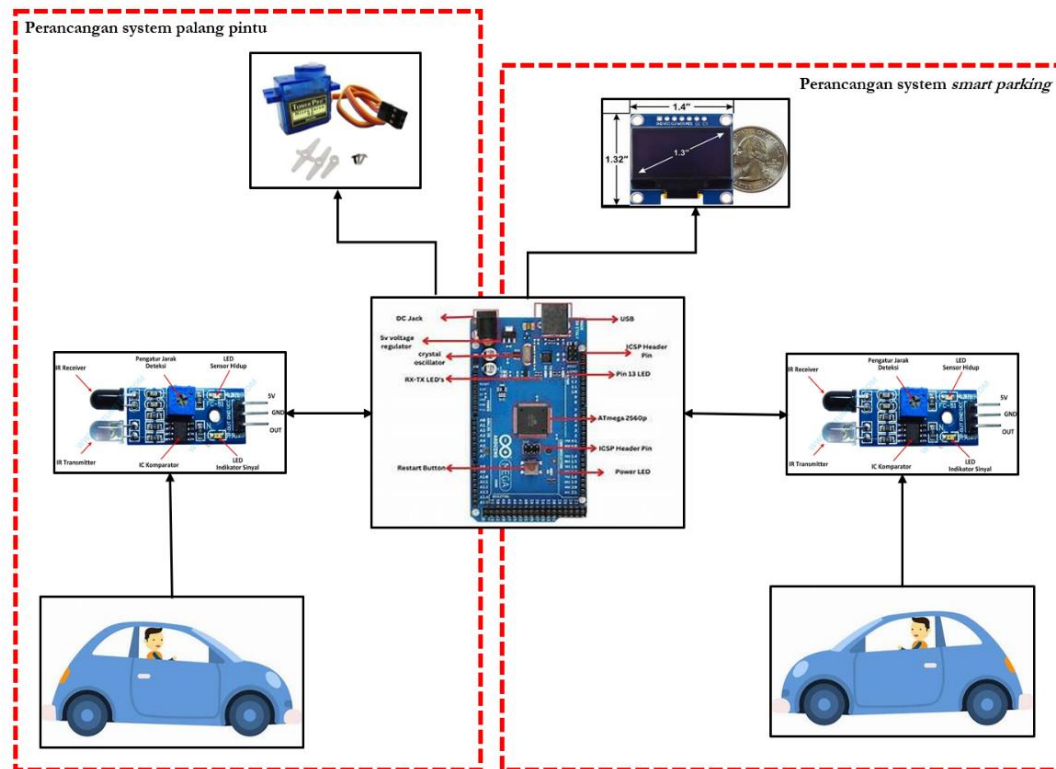 Perancangan system palang pintu
Perancangan system smart parking
TowerPro
1.4"
1.32"
1.3"
DC Jack
USB
5v voltage
regulator
crystal
oscillator
ICSP Header
Pin
RX-TX LED's
Pin 13 LED
ATmega 2560p
ICSP Header Pin
Restart Button
Power LED
ARDUINO
MEGA
IR Receiver
Pengatur Jarak
Deteksi
LED
Sensor Hidup
5V
GND
OUT
IR Transmitter
IC Komparator
LED
Indikator Sinyal
IR Receiver
Pengatur Jarak
Deteksi
LED
Sensor Hidup
5V
GND
OUT
IR Transmitter
IC Komparator
LED
Indikator Sinyal